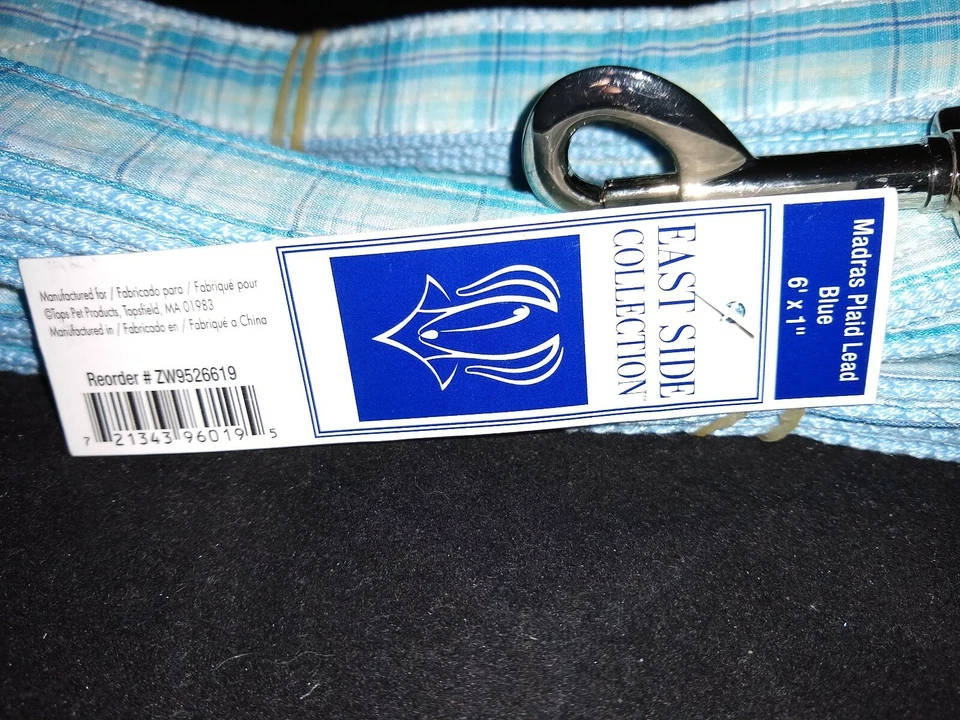 Madras Plaid Lead
Blue
6' x 1"
EAST SIDE
COLLECTION™
Manufactured for / Fabricado para / Fabriqué pour
©Tops Pet Products, Topsfield, MA 01983
Manufactured in / Fabricado en / Fabriqué a China
Reorder # ZW9526619
7 21343 96019 5